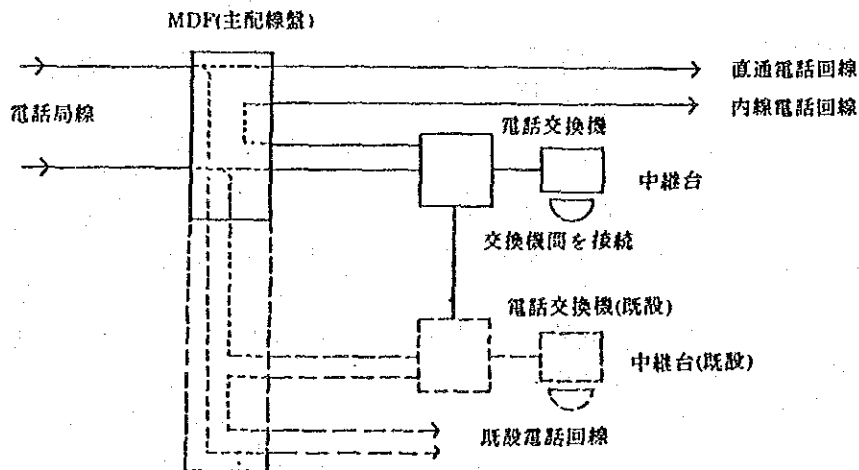 MDF(主配線盤)
直通電話回線
電話局線
内線電話回線
電話交換機
中継台
交換機間を接続
電話交換機(既設)
中継台(既設)
既設電話回線